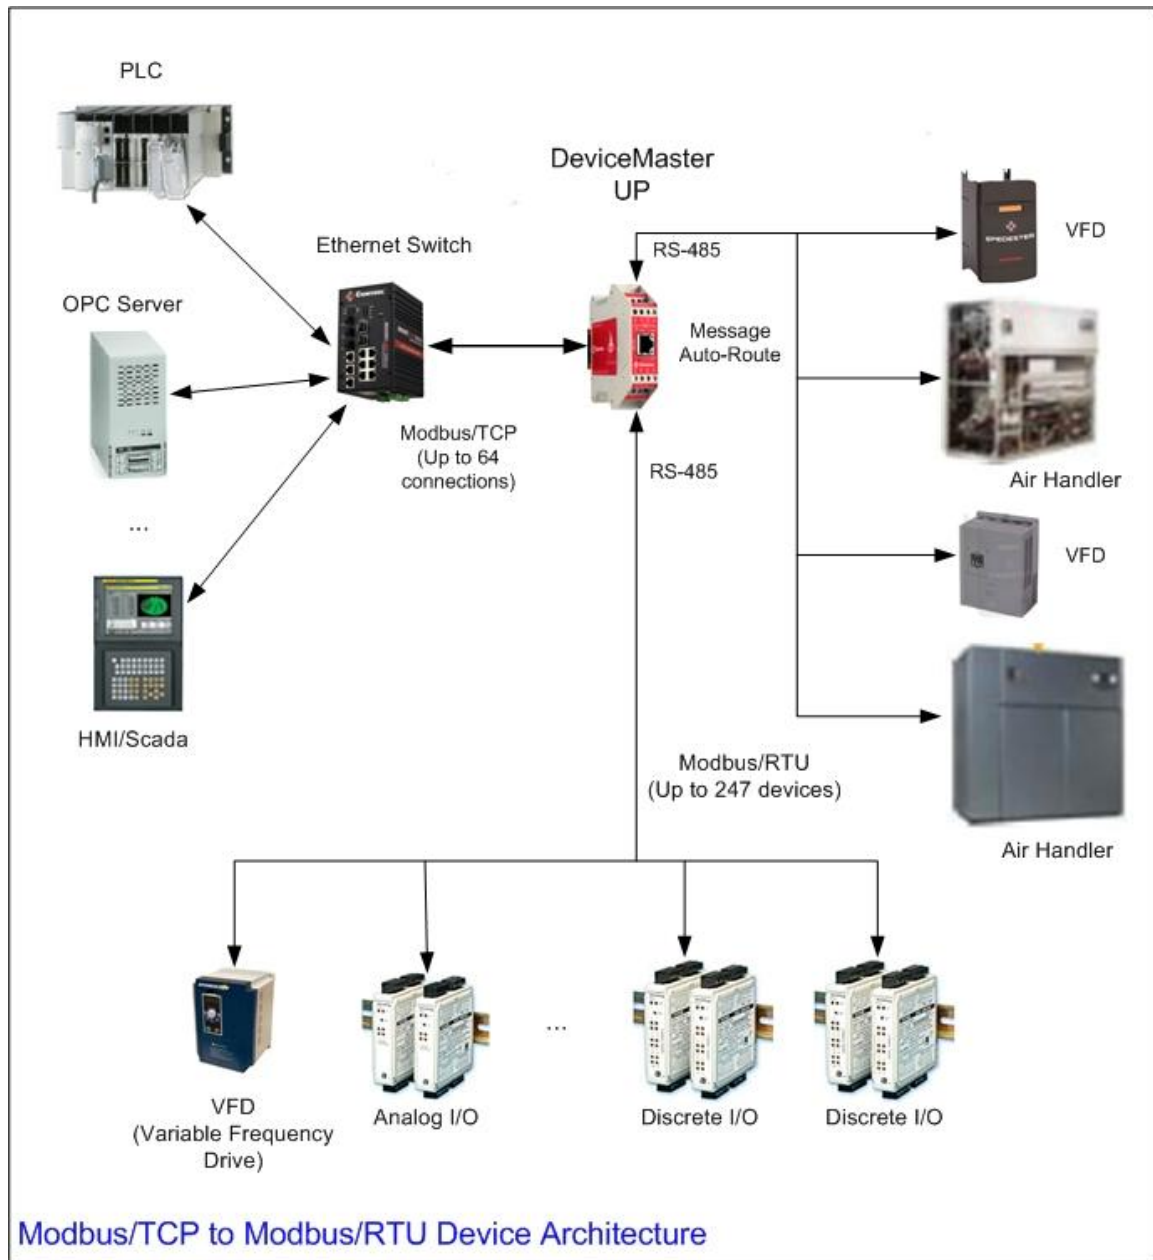 PLC
DeviceMaster
UP
Ethernet Switch
RS-485
VFD
OPC Server
Message
Auto-Route
Modbus/TCP
(Up to 64
connections)
RS-485
Air Handler
...
VFD
HMI/Scada
Modbus/RTU
(Up to 247 devices)
Air Handler
...
VFD
(Variable Frequency
Drive)
Analog I/O
Discrete I/O
Discrete I/O
Modbus/TCP to Modbus/RTU Device Architecture